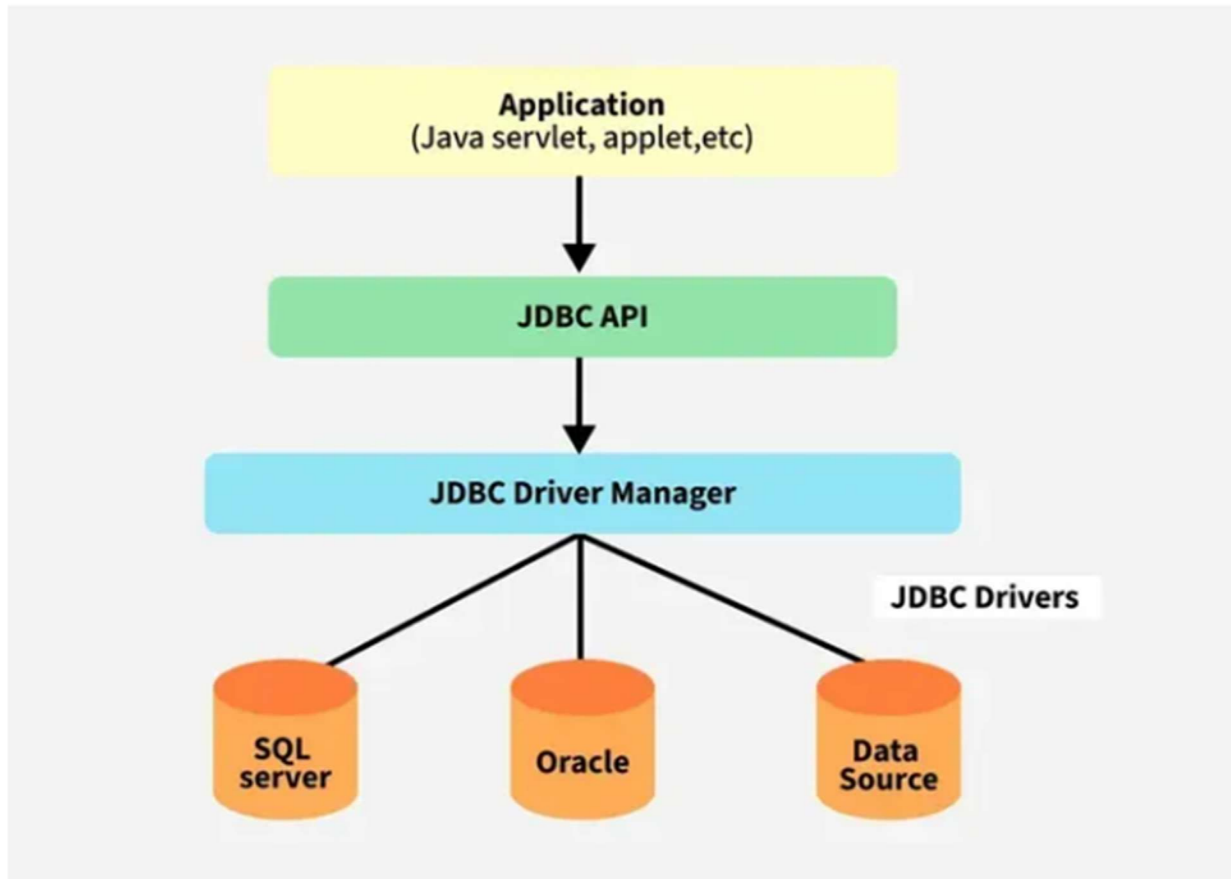 Application
(Java servlet, applet,etc)
JDBC API
JDBC Driver Manager
JDBC Drivers
SQL
server
Oracle
Data
Source